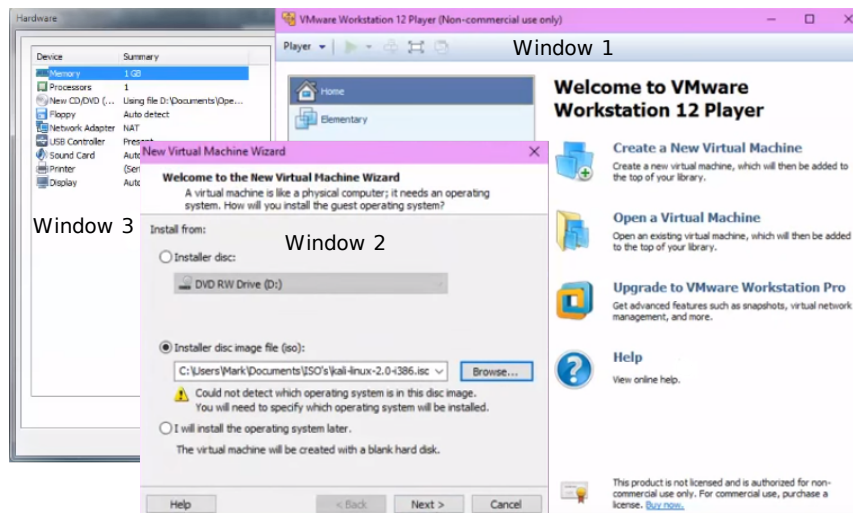 Hardware
Device Summary
Memory 1 GB
Processors 1
New CD/DVD (... Using file D:\Documents\Ope...
Floppy Auto detect
Network Adapter NAT
USB Controller Present
Sound Card Auto
Printer (Sen
Display Auto
Window 3
VMware Workstation 12 Player (Non-commercial use only)
Player
Window 1
Home
Elementary
Welcome to VMware
Workstation 12 Player
Create a New Virtual Machine
Create a new virtual machine, which will then be added to
the top of your library.
Open a Virtual Machine
Open an existing virtual machine, which will then be added
to the top of your library.
Upgrade to VMware Workstation Pro
Get advanced features such as snapshots, virtual network
management, and more.
Help
View online help.
This product is not licensed and is authorized for non-
commercial use only. For commercial use, purchase a
license. Buy now.
New Virtual Machine Wizard
Welcome to the New Virtual Machine Wizard
A virtual machine is like a physical computer; it needs an operating
system. How will you install the guest operating system?
Install from:
Window 2
Installer disc:
DVD RW Drive (D:)
Installer disc image file (iso):
C:\Users\Mark\Documents\ISO's\kali-linux-2.0-i386.isc
Browse...
Could not detect which operating system is in this disc image.
You will need to specify which operating system will be installed.
I will install the operating system later.
The virtual machine will be created with a blank hard disk.
Help < Back Next > Cancel